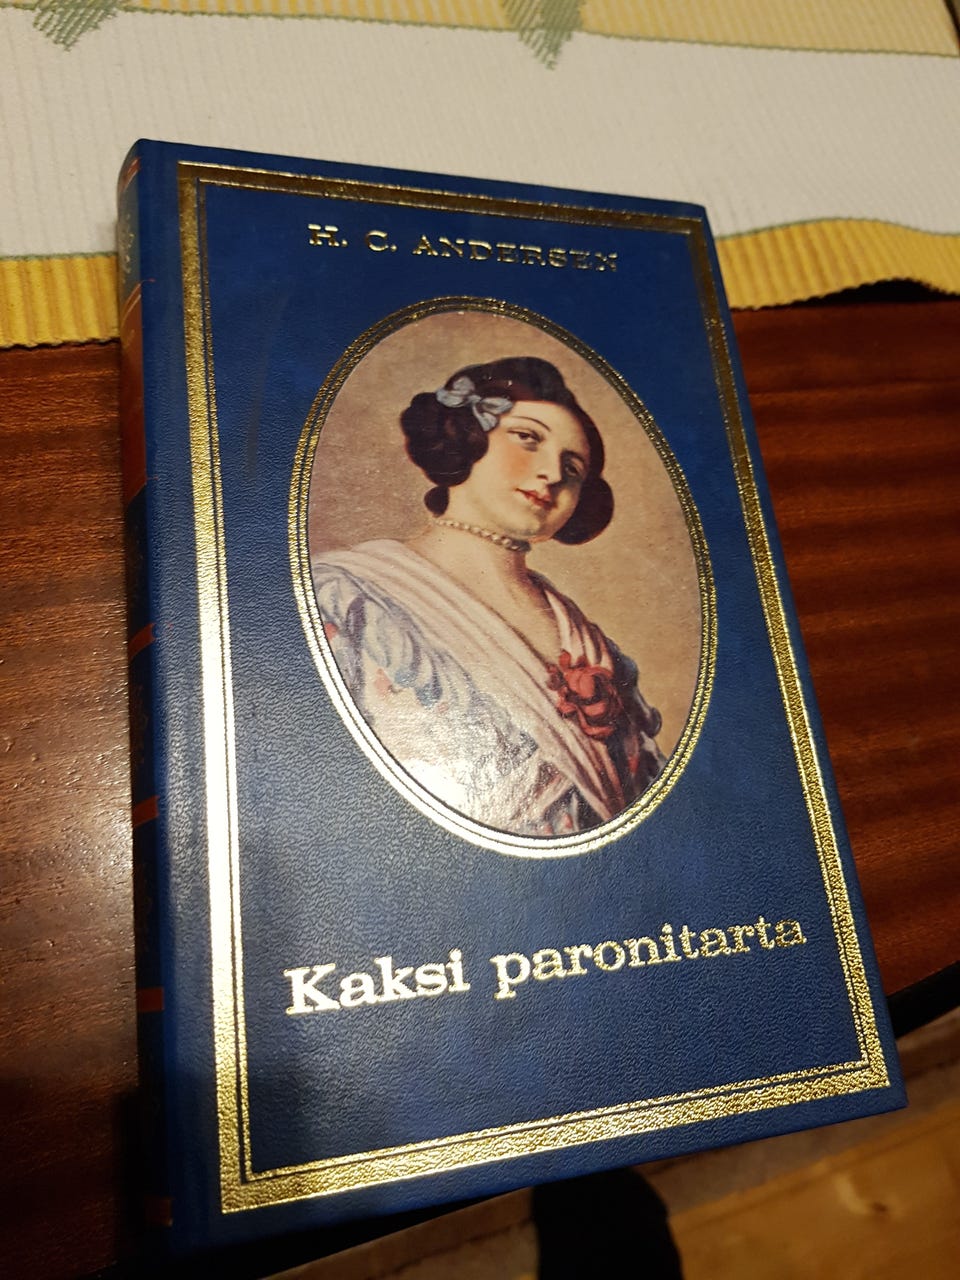 H. C. ANDERSEN
Kaksi paronitarta